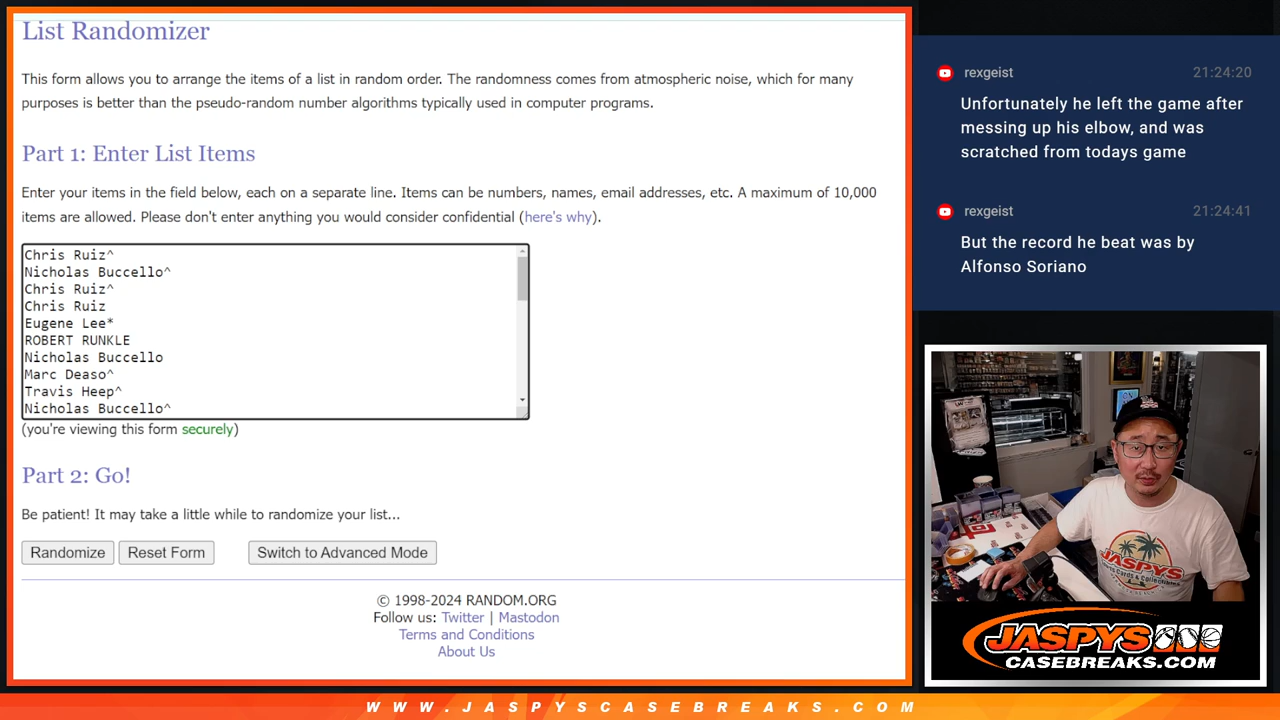 List Randomizer
This form allows you to arrange the items of a list in random order. The randomness comes from atmospheric noise, which for many
purposes is better than the pseudo-random number algorithms typically used in computer programs.
Part 1: Enter List Items
Enter your items in the field below, each on a separate line. Items can be numbers, names, email addresses, etc. A maximum of 10,000
items are allowed. Please don't enter anything you would consider confidential (here's why).
Chris Ruiz^
Nicholas Buccello^
Chris Ruiz^
Chris Ruiz
Eugene Lee*
ROBERT RUNKLE
Nicholas Buccello
Marc Deaso^
Travis Heep^
Nicholas Buccello^
(you're viewing this form securely)
Part 2: Go!
Be patient! It may take a little while to randomize your list...
Randomize Reset Form Switch to Advanced Mode
© 1998-2024 RANDOM.ORG
Follow us: Twitter | Mastodon
Terms and Conditions
About Us
rexgeist 21:24:20
Unfortunately he left the game after
messing up his elbow, and was
scratched from todays game
rexgeist 21:24:41
But the record he beat was by
Alfonso Soriano
JASPYS
JASPYS
CASEBREAKS.COM
WWW.JASPYSCASEBREAKS.COM